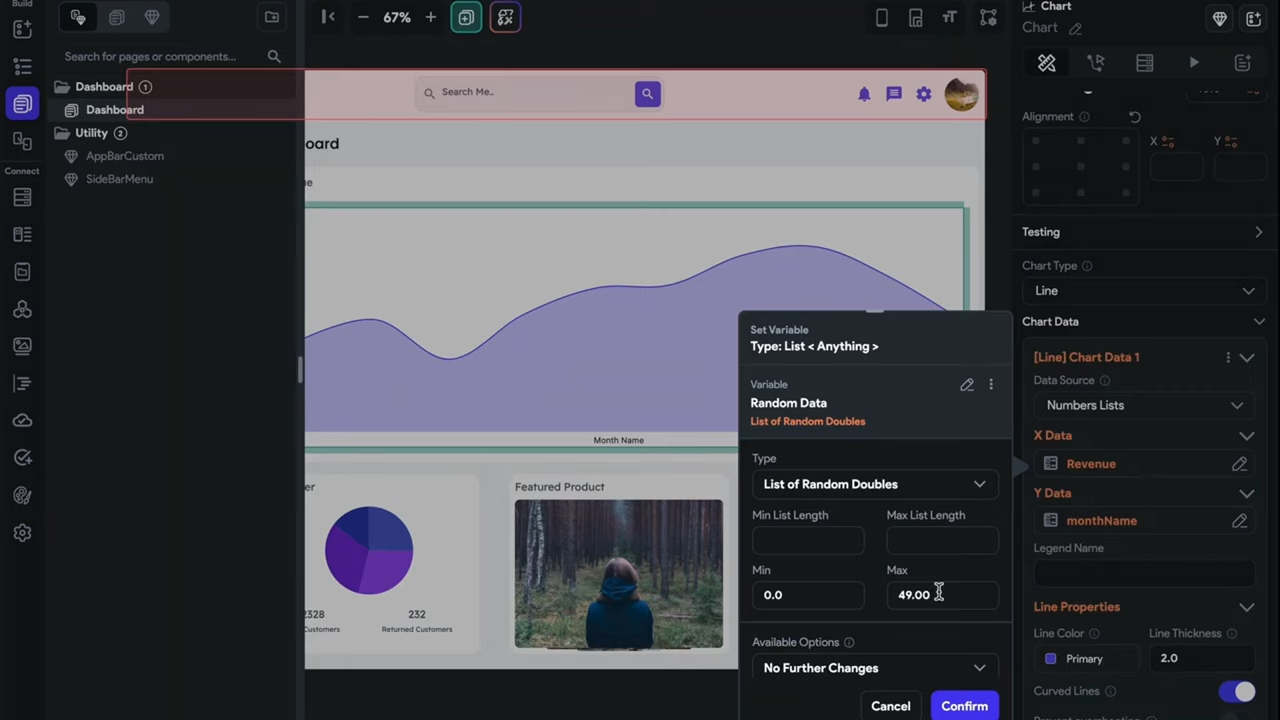 Build
67%
Chart
Chart
Search for pages or components...
Dashboard 1
Dashboard
Utility 2
AppBarCustom
SideBarMenu
Connect
Search Me..
oard
ue
Month Name
er
2328
232
Customers
Returned Customers
Featured Product
Set Variable
Type: List < Anything >
Variable
Random Data
List of Random Doubles
Type
List of Random Doubles
Min List Length
Max List Length
Min
Max
0.0
49.00
Available Options
No Further Changes
Cancel
Confirm
Alignment
X
Y
Testing
Chart Type
Line
Chart Data
[Line] Chart Data 1
Data Source
Numbers Lists
X Data
Revenue
Y Data
monthName
Legend Name
Line Properties
Line Color
Line Thickness
Primary
2.0
Curved Lines